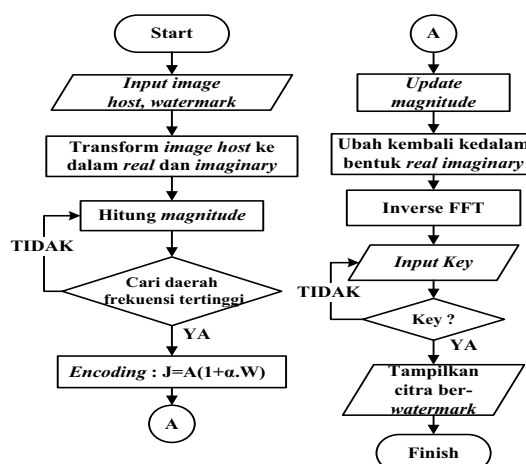 Start
Input image
host, watermark
Transform image host ke
dalam real dan imaginary
Hitung magnitude
TIDAK
Cari daerah
frekuensi tertinggi
YA
Encoding : J=A(1+α.W)
A
A
Update
magnitude
Ubah kembali kedalam
bentuk real imaginary
Inverse FFT
Input Key
TIDAK
Key ?
YA
Tampilkan
citra ber-
watermark
Finish